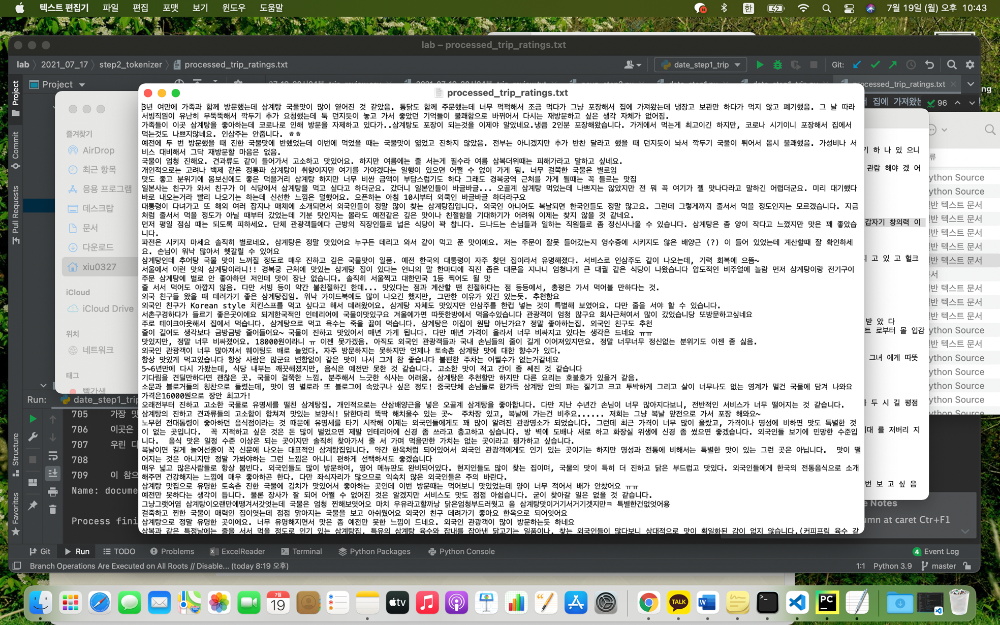 텍스트 편집기 파일 편집 포맷 보기 윈도우 도움말
한 7월 19일 (월) 오후 10:43
lab – processed_trip_ratings.txt
lab 2021_07_17 step2_tokenizer processed_trip_ratings.txt
date_step1_trip Git:
Project
processed_trip_ratings.txt
집에 가져왔는
96
processed_trip_ratings.txt
3년 여만에 가족과 함께 방문했는데 삼계탕 국물맛이 많이 옅어진 것 같았음. 통닭도 함께 주문했는데 너무 퍽퍽해서 조금 먹다가 그냥 포장해서 집에 가져왔는데 냉장고 보관만 하다가 먹지 않고 폐기했음. 그 날 따라
서빙직원이 유난히 무뚝뚝해서 깍두기 추가 요청했는데 툭 던지듯이 놓고 가서 좋았던 기억들이 불쾌함으로 바뀌어서 다시는 재방문하고 싶은 생각 자체가 없어짐.
가족들이 이곳 삼계탕을 좋아하는데 코로나로 인해 방문을 자제하고 있다가..삼계탕도 포장이 되는것을 이제야 알았네요.냉큼 2인분 포장해왔습니다. 가게에서 먹는게 최고이긴 하지만, 코로나 시기이니 포장해서 집에서
먹는것도 나쁘지않네요. 인삼주는 안줍니다. ㅎㅎ
예전에 두 번 방문했을 때 진한 국물맛에 반했었는데 이번에 먹었을 때는 국물맛이 엷었고 진하지 않았음. 전부는 아니겠지만 추가 반찬 달라고 했을 때 던지듯이 놔서 깍두기 국물이 튀어서 몹시 불쾌했음. 가성비나 서
비스 대비해서 그닥 재방문할 마음은 없음.
국물이 엄청 진해요. 견과류도 같이 들어가서 고소하고 맛있어요. 하지만 여름에는 줄 서는게 필수라 여름 삼복더위때는 피해가라고 말하고 싶네요.
개인적으로는 고려나 백제 같은 정통파 삼계탕이 취향이지만 여기를 가야겠다는 일행이 있으면 어쩔 수 없이 가게 됨. 너무 걸쭉한 국물은 별로임
맛도 좋고 분위기에 몸보신에도 좋은 먹을거리 삼계탕 하지만 너무 비싼 금액이 부담스럽기도 하다 그래도 경복궁역 근처를 가게 될때는 꼭 들르는 맛집
일본사는 친구가 와서 친구가 이 식당에서 삼계탕을 먹고 싶다고 하더군요. 갔더니 일본인들이 바글바글... 오골계 삼계탕 먹었는데 나쁘지는 않았지만 전 뭐 꼭 여기가 젤 맛나다라고 말하긴 어렵더군요. 미리 대기했다
바로 내오는거라 빨리 나오기는 하는데 신선한 느낌은 덜했어요. 오픈하는 아침 10시부터 외쿡인 바글바글 하더라구요
대통령이 다녀가고 또 해외 여러 잡지나 매체에 소개되면서 외국인들이 정말 많이 찾는 삼계탕집입니다. 외국인 아니어도 복날되면 한국인들도 정말 많고요. 그런데 그렇게까지 줄서서 먹을 정도인지는 모르겠습니다. 지금
처럼 줄서서 먹을 정도가 아닐 때부터 갔었는데 기분 탓인지는 몰라도 예전같은 깊은 맛이나 친절함을 기대하기가 어려워 이제는 찾지 않을 것 같네요.
먼저 평일 점심 때는 되도록 피하세요. 단체 관광객들에다 근방의 직장인들로 넓은 식당이 꽉 찹니다. 드나드는 손님들과 일하는 직원들로 좀 정신사나울 수 있습니다. 삼계탕은 좀 양이 작다고 느꼈지만 맛은 꽤 좋았습
니다.
파전은 시키지 마세요 솔직히 별로네요. 삼계탕은 정말 맛있어요 누구든 데리고 와서 같이 먹고 푼 맛이에요. 저는 주문이 잘못 들어갔는지 영수증에 시키지도 않은 배양근 (?) 이 들어 있었는데 계산할때 잘 확인하세
요. 손님이 워낙 많아서 헷갈릴 수 있어요
삼계탕인데 추어탕 국물 맛이 느껴질 정도로 매우 진하고 깊은 국물맛이 일품. 예전 한국의 대통령이 자주 찾던 집이라서 유명해졌다. 서비스로 인삼주도 같이 나오는데, 기력 회복에 으뜸~
서울에서 이런 맛의 삼계탕이라니!! 경복궁 근처에 맛있는 삼계탕 집이 있다는 언니의 말 한마디에 직진 좁은 대문을 지나니 엄청나게 큰 대궐 같은 식당이 나왔습니다 압도적인 비주얼에 놀람 먼저 삼계탕이랑 전기구이
주문 삼계탕에 별로 안 좋아하던 저인데 맛이 장난 없습니다. 솔직히 서울찍고 대한민국 1등 찍어도 될 맛
줄 서서 먹어도 아깝지 않음. 다만 서빙 등이 약간 불친절하긴 한데... 맛있다는 점과 계산할 땐 친절하다는 점 등등에서, 총평은 가서 먹어볼 만하다는 것.
외국 친구들 왔을 때 데려가기 좋은 삼계탕집임. 워낙 가이드북에도 많이 나오긴 했지만, 그만한 이유가 있긴 있는듯. 추천함요
외국인 친구가 Korean style 치킨스프를 먹고 싶다고 해서 데려왔어요. 삼계탕 자체도 맛있지만 인삼주를 한컵 넣는 것이 특별해 보였어요. 다만 줄을 서야 할 수 있습니다.
서촌구경하다가 들르기 좋은곳이에요 되게한국적인 인테리어에 국물이맛있구요 겨울에가면 따뜻한방에서 먹을수있습니다 관광객이 엄청 많구요 회사근처여서 많이 갔었습니당 또방문하고싶네요
주로 테이크아웃해서 집에서 먹습니다. 삼계탕으로 먹고 육수는 죽을 끓여 먹습니다. 삼계탕은 이집이 원탑 아닌가요? 정말 좋아하는집. 외국인 친구도 추천
줄이 길어도 생각보다 금방금방 줄어들어요~ 국물이 진하고 맛있어서 매년 가게 됩니다. 다만 매년 가격이 올라서 너무 비싸지고 있다는 생각은 드네요 ㅠㅠ
맛있지만, 정말 너무 비싸졌어요. 18000원이라니 ㅠ 이젠 못가겠음. 아직도 외국인 관광객들과 국내 손님들의 줄이 길게 이어져있지만요. 정말 너무너무 정신없는 분위기도 이젠 좀 싫음.
외국인 관광객이 너무 많아져서 웨이팅도 배로 늘었다. 자주 방문하지는 못하지만 언제나 토속촌 삼계탕 맛에 대한 향수가 있다.
항상 맛있게 먹고있습니다 항상 사람은 많군요 변함없이 같은 맛이 나서 그게 참 좋습니다 불편한 주차는 어쩔수가 없는거같네요
5~6년만에 다시 가봤는데, 식당 내부는 깨끗해졌지만, 음식은 예전만 못한 것 같습니다. 고소한 맛이 적고 간이 좀 쎄진 것 같습니다
기다림을 견딜만하다면 괜찮은 곳. 국물이 걸쭉한 느낌. 분주해서 느긋한 식사는 어려움. 삼계탕은 추천할만 하지만 다른 요리는 호불호가 있을거 같음.
소문과 블로거들의 칭찬으로 들렸는데, 맛이 영 별로라 또 블로그에 속았구나 싶은 정도! 중국단체 손님들로 한가득 삼계탕 안의 파는 질기고 크고 투박하게 그리고 살이 너무나도 없는 영계가 멀건 국물에 담겨 나와요
가격은16000원으로 장안 최고가!
오래전부터 진하고 고소한 국물로 유명세를 떨친 삼계탕집. 개인적으로는 산삼배양근을 넣은 오골계 삼계탕을 좋아합니다. 다만 지난 수년간 손님이 너무 많아지다보니, 전반적인 서비스가 너무 떨어지는 것 같습니다.
삼계탕의 진하고 견과류들의 고소함이 합쳐져 맛있는 보양식! 닭한마리 뚝딱 해치울수 있는 곳~  주차장 있고, 복날에 가는건 비추요...... 저희는 그냥 복날 앞전으로 가서 포장 해와요~
노무현 전대통령이 좋아하던 음식점이라는 것 때문에 유명세를 타기 시작해 이제는 외국인들에게도 꽤 많이 알려진 관광명소가 되었습니다. 그런데 최근 가격이 너무 많이 올랐고, 가격이나 명성에 비하면 맛도 특별한 것
이 없는 곳입니다.  꼭 지적하고 싶은 것은 돈 많이 벌었으면 제발 인테리어에 신경 좀 쓰라고 충고하고 싶습니다. 방 벽에 도배나 새로 하고 화장실 위생에 신경 좀 썼으면 좋겠습니다. 외국인들 보기에 민망한 수준입
니다.  음식 맛은 일정 수준 이상은 되는 곳이지만 솔직히 찾아가서 줄 서 가며 먹을만한 가치는 없는 곳이라고 평가하고 싶습니다.
복날이면 길게 늘어선줄이 꼭 신문에 나오는 대표적인 삼계탕집입니다. 약간 한옥처럼 되어있어서 외국인 관광객에게도 인기 있는 곳이기는 하지만 명성과 전통에 비해서는 특별한 맛이 있는 그런 곳은 아닙니다.  맛이 떨
어지는 것은 아니지만 정말 가봐야하는 그런 느낌은 아니니 편하게 선택하셔도 좋겠습니다
매우 넓고 많은사람들로 항상 붐빈다. 외국인들도 많이 방문하여, 영어 메뉴판도 완비되어있다. 현지인들도 많이 찾는 집이며, 국물의 맛이 특히 더 진하고 닭은 부드럽고 맛있다. 외국인들에게 한국의 전통음식으로 소개
해주면 건강해지는 느낌에 매우 좋아하곤 한다. 다만 좌식자리가 많으므로 익숙치 않은 외국인들은 주의 바란다.
삼계탕 맛집으로 유명한 토속촌 진한 국물에 김치가 맛있어서 좋아하는 곳인데 이번 방문때는 먹어보니 맛있었는데 양이 너무 적어서 배가 안찼어요 ㅠㅠ
예전만 못하다는 생각이 듭니다. 물론 장사가 잘 되어 어쩔 수 없어진 것은 알겠지만 서비스도 맛도 점점 아쉽습니다. 굳이 찾아갈 일은 없을 것 같습니다.
그냥그랫어염 삼계탕이오랜만에땡겨서갓엇는데 국물은 엄청 찐해보엿어오 마치 우유라고할까낭 닭은엄청부드러웟고 음 삼계탕맛이거기서거기겟지만ㅋ 특별한건없엇어용
걸죽하고 찐한 국물이 매력인 집이엿는데 점점 맑아지는 국물을 보고 아쉬웠어요 외국인 친구 데려가기 좋아요 한옥으로 되어잇어요
삼계탕으로 정말 유명한 곳이에요. 너무 유명해지면서 맛은 좀 예전만 못한 느낌이 드네요. 외국인 관광객이 많이 방문하는듯 하네요
삼복과 같은 특정날에는 줄을 서서 먹을 정도로 인기 있는 삼계탕집. 특유의 삼계탕 육수와 잡내를 잡아낸 닭고기는 일품이나, 찾는 외국인들이 많다보니 상대적으로 맛이 획일화된 감이 없지 않습니다.(커피프림 육수 같
즐겨찾기
AirDrop
최근 항목
응용 프로그램
데스크탑
문서
다운로드
xiu0327
iCloud
iCloud Drive
위치
네트워크
태그
빨간색
Project
Commit
Pull Requests
Structure
Favorites
기 하 나 있 으니
관람 해야 겠 어
갑자기 창의력 이
고 있 고 헐크
받 았 다
트 로부터 몰 입감
그녀 에게 따뜻
두 시 길 평점
대 를 저버리 지
번 보 고 싶 음
ython Source
ython Source
반 텍스트 문서
반 텍스트 문서
반 텍스트 문서
반 텍스트 문서
반 텍스트 문서
반 텍스트 문서
반 텍스트 문서
반 텍스트 문서
ython Source
반 텍스트 문서
ython Source
ython Source
ython Source
ython Source
ython Source
Run: date_step1_trip
705 가장 맛
706 이곳은
707 우린 다
708
709 이 참으
Name: docume
Process fini
Notes
umn at caret Ctr+F1
Git Run TODO Problems ExcelReader Terminal Python Packages Python Console 4 Event Log
Branch Operations Are Executed on All Roots // Disable... (today 8:19 오후) 1:1 Python 3.9 master
7월
19
280
tv
TALK
W
PC